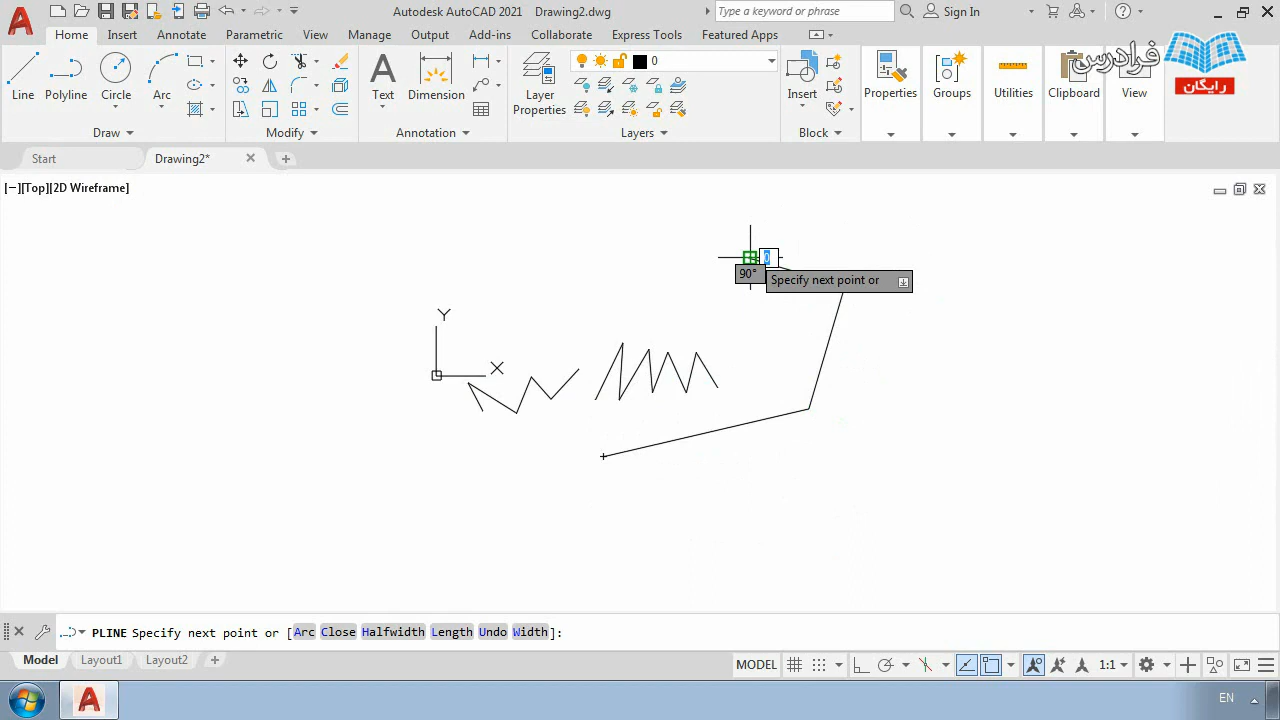 Autodesk AutoCAD 2021 Drawing2.dwg
Type a keyword or phrase
Sign In
Home Insert Annotate Parametric View Manage Output Add-ins Collaborate Express Tools Featured Apps
فرادرس
رایگان
0
Line Polyline Circle Arc Text Dimension Layer Properties Insert Properties Groups Utilities Clipboard View
Draw Modify Annotation Layers Block
Start Drawing2*
[−][Top][2D Wireframe]
0
90° Specify next point or
Y
X
PLINE Specify next point or [Arc Close Halfwidth Length Undo Width]:
Model Layout1 Layout2 MODEL 1:1
EN